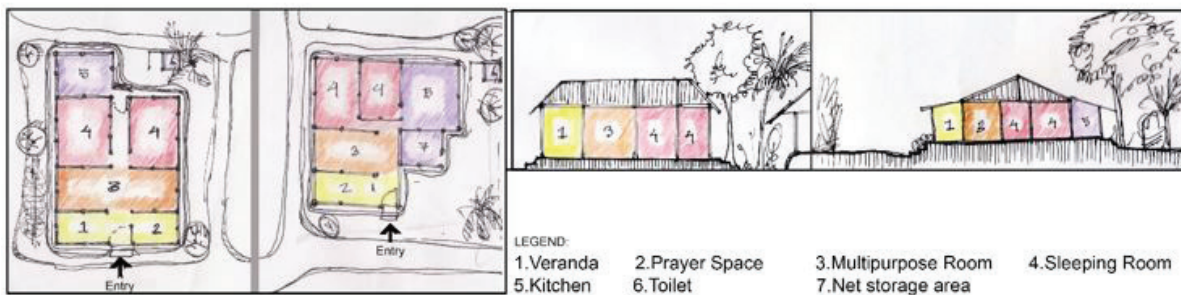 5
4 4
3
1 2
Entry
4 4 5
3 7
2 1
Entry
1 3 4 4
1 3 4 4 5
LEGEND:
1.Veranda 2.Prayer Space 3.Multipurpose Room 4.Sleeping Room
5.Kitchen 6.Toilet 7.Net storage area